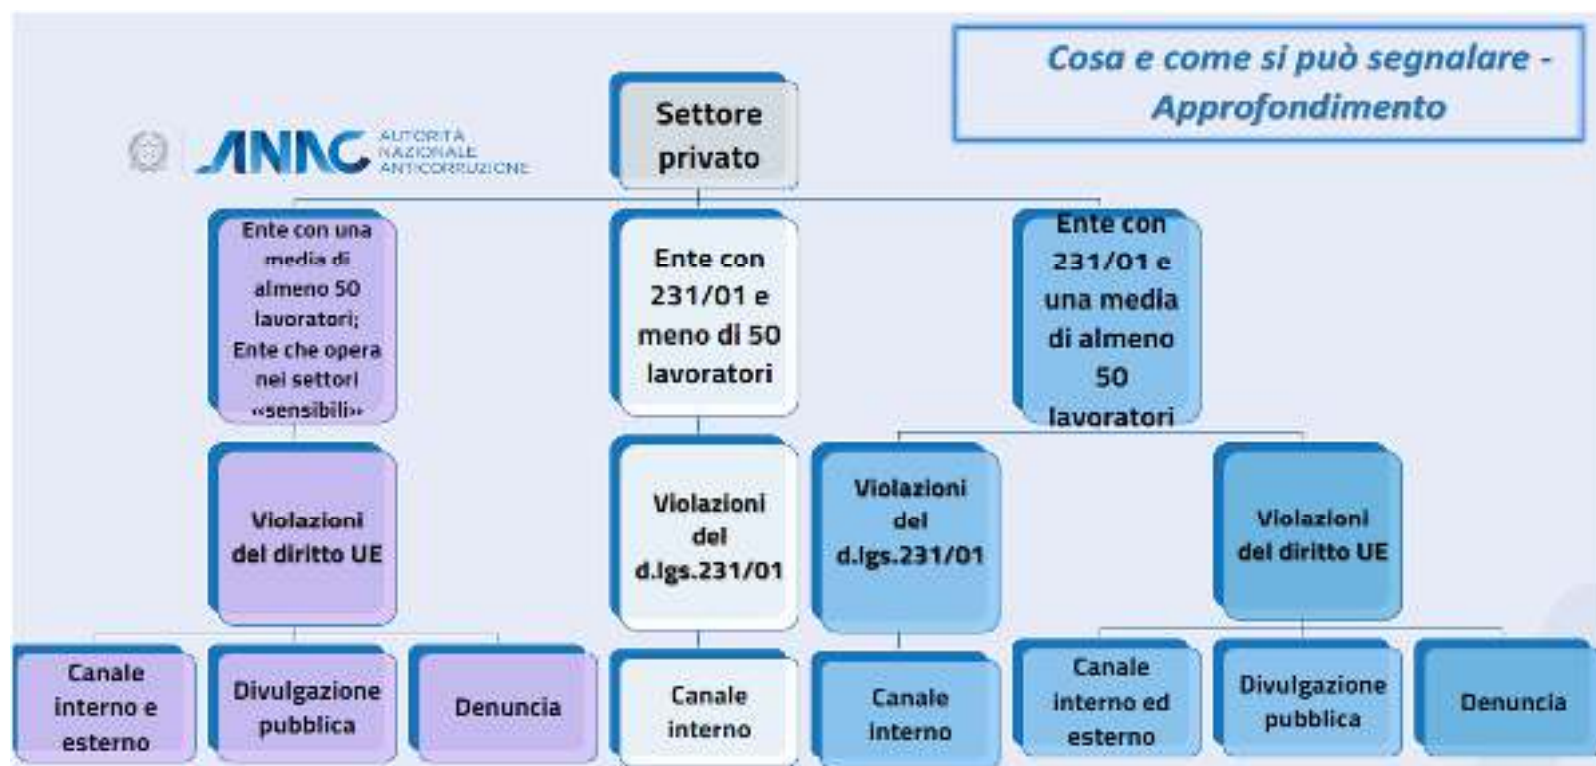 Cosa e come si può segnalare -
Approfondimento
ANAC
AUTORITÀ
NAZIONALE
ANTICORRUZIONE
Settore
privato
Ente con una
media di
almeno 50
lavoratori;
Ente che opera
nei settori
«sensibili»
Ente con
231/01 e
meno di 50
lavoratori
Ente con
231/01 e
una media
di almeno
50
lavoratori
Violazioni
del diritto UE
Violazioni
del
d.lgs.231/01
Violazioni
del
d.lgs.231/01
Violazioni
del diritto UE
Canale
interno e
esterno
Divulgazione
pubblica
Denuncia
Canale
interno
Canale
interno
Canale
interno ed
esterno
Divulgazione
pubblica
Denuncia